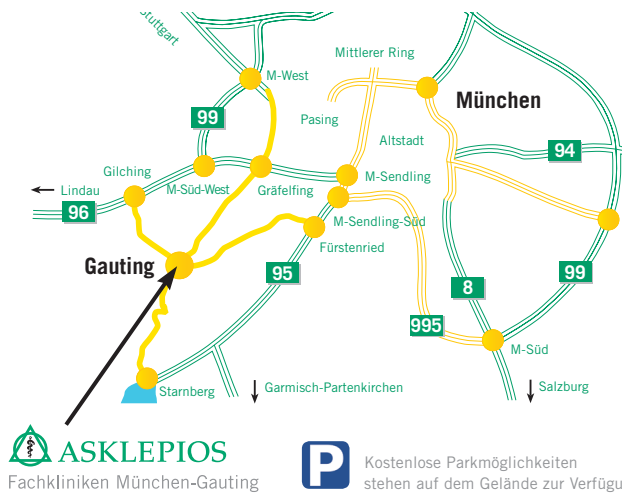 Stuttgart
Mittlerer Ring
M-West
München
Pasing
99
Altstadt
94
Gilching
M-Sendling
Lindau
M-Süd-West
Gräfelfing
96
M-Sendling-Süd
Fürstenried
Gauting
95
8
99
995
M-Süd
Starnberg
Garmisch-Partenkirchen
Salzburg
ASKLEPIOS
Fachkliniken München-Gauting
P
Kostenlose Parkmöglichkeiten
stehen auf dem Gelände zur Verfügu